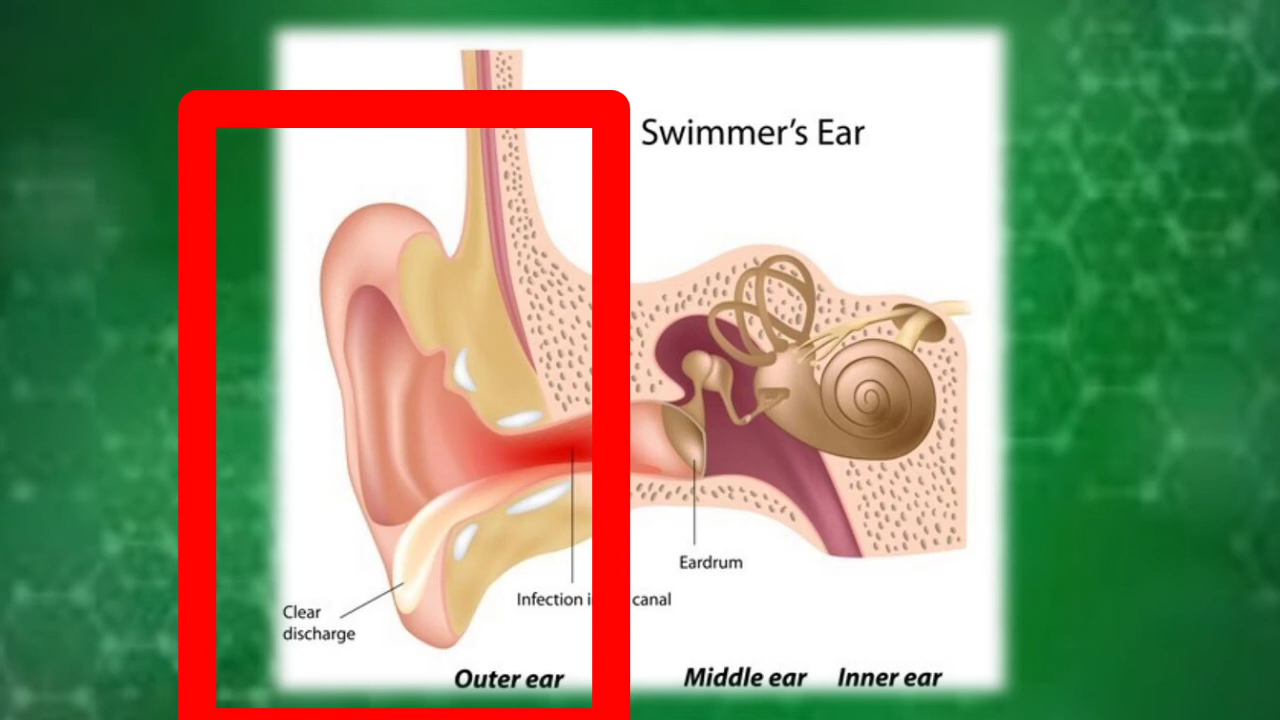 Swimmer's Ear
Eardrum
Infection i canal
Clear
discharge
Outer ear
Middle ear
Inner ear